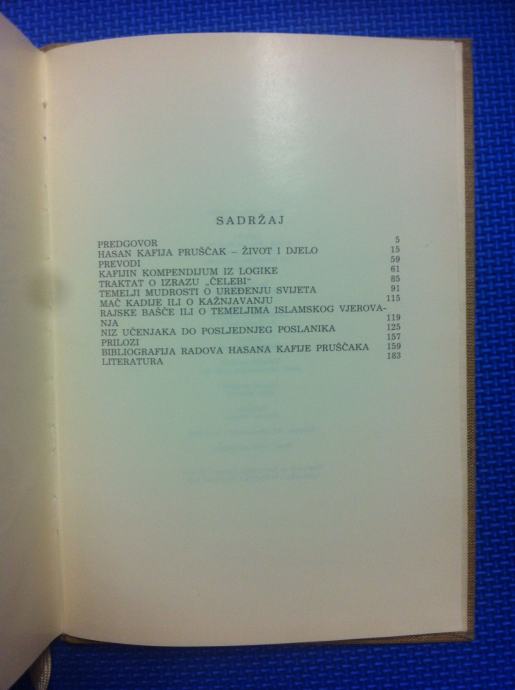 SADRŽAJ
PREDGOVOR 5
HASAN KAFIJA PRUŠČAK – ŽIVOT I DJELO 15
PREVODI 59
KAFIJIN KOMPENDIJUM IZ LOGIKE 61
TRAKTAT O IZRAZU „ČELEBI“ 85
TEMELJI MUDROSTI O UREĐENJU SVIJETA 91
MAČ KADIJE ILI O KAŽNJAVANJU 115
RAJSKE BAŠČE ILI O TEMELJIMA ISLAMSKOG VJEROVA-
NJA 119
NIZ UČENJAKA DO POSLJEDNJEG POSLANIKA 125
PRILOZI 157
BIBLIOGRAFIJA RADOVA HASANA KAFIJE PRUŠČAKA 159
LITERATURA 183